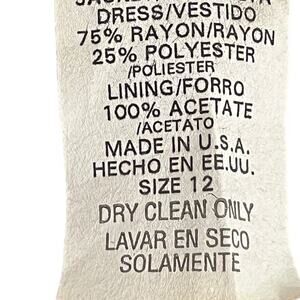 DRESS/VESTIDO
75% RAYON/RAYON
25% POLYESTER
/POLIESTER
LINING/FORRO
100% ACETATE
/ACETATO
MADE IN U.S.A.
HECHO EN EE.UU.
SIZE 12
DRY CLEAN ONLY
LAVAR EN SECO
SOLAMENTE